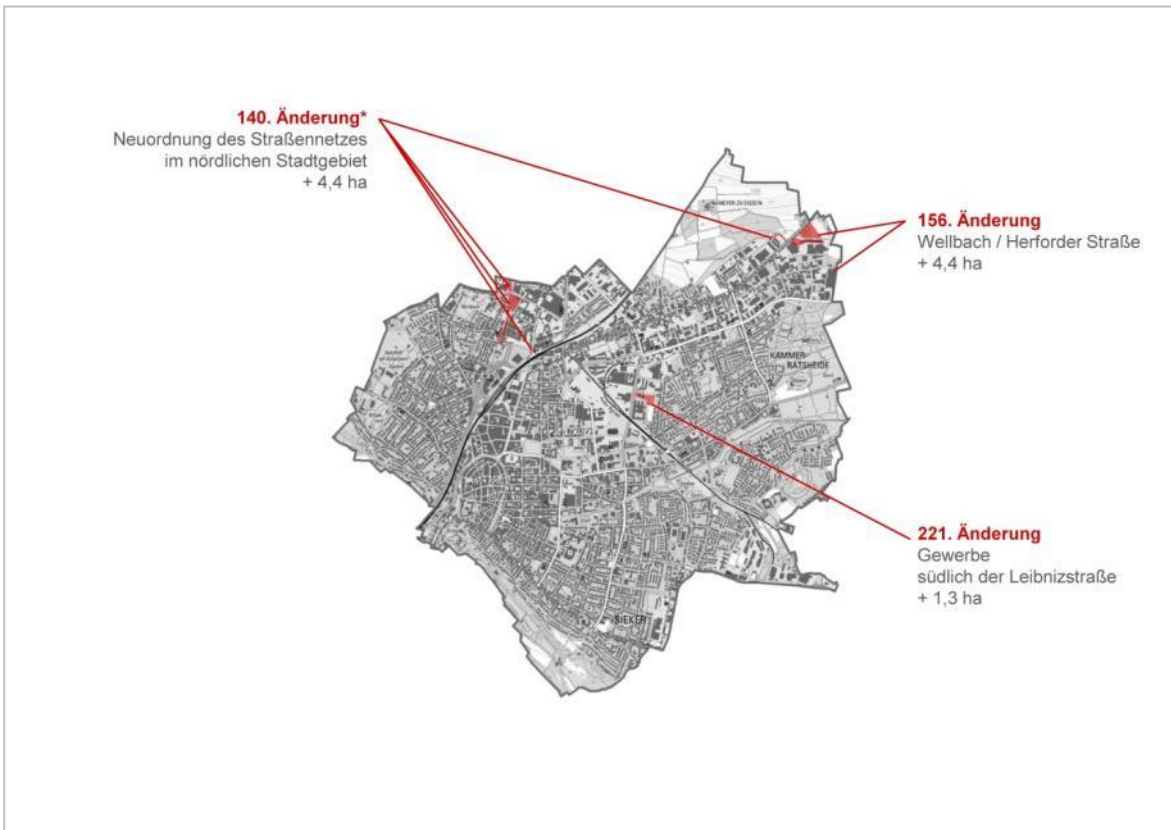 140. Änderung*
Neuordnung des Straßennetzes
im nördlichen Stadtgebiet
+ 4,4 ha
156. Änderung
Wellbach / Herforder Straße
+ 4,4 ha
KAMMER-
RATSHEIDE
221. Änderung
Gewerbe
südlich der Leibnizstraße
+ 1,3 ha
SIEKER